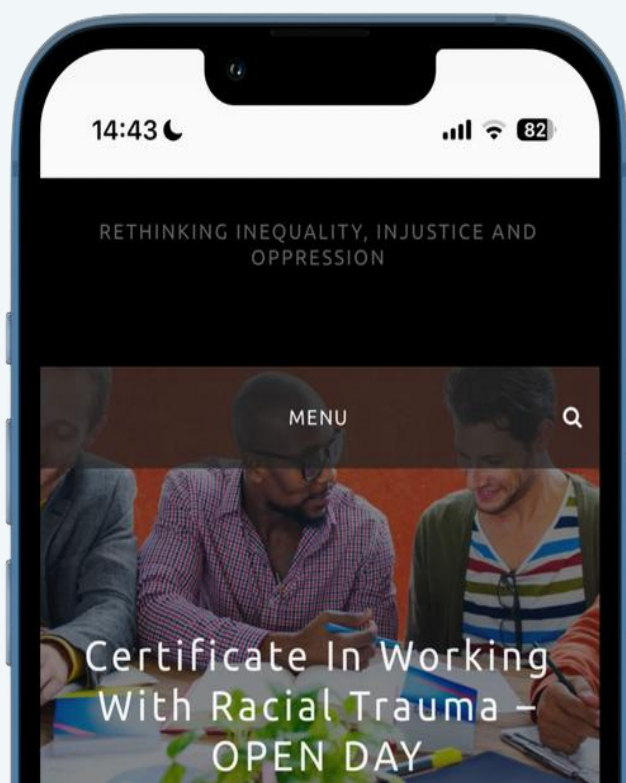 14:43
82
RETHINKING INEQUALITY, INJUSTICE AND
OPPRESSION
MENU
Certificate In Working
With Racial Trauma –
OPEN DAY